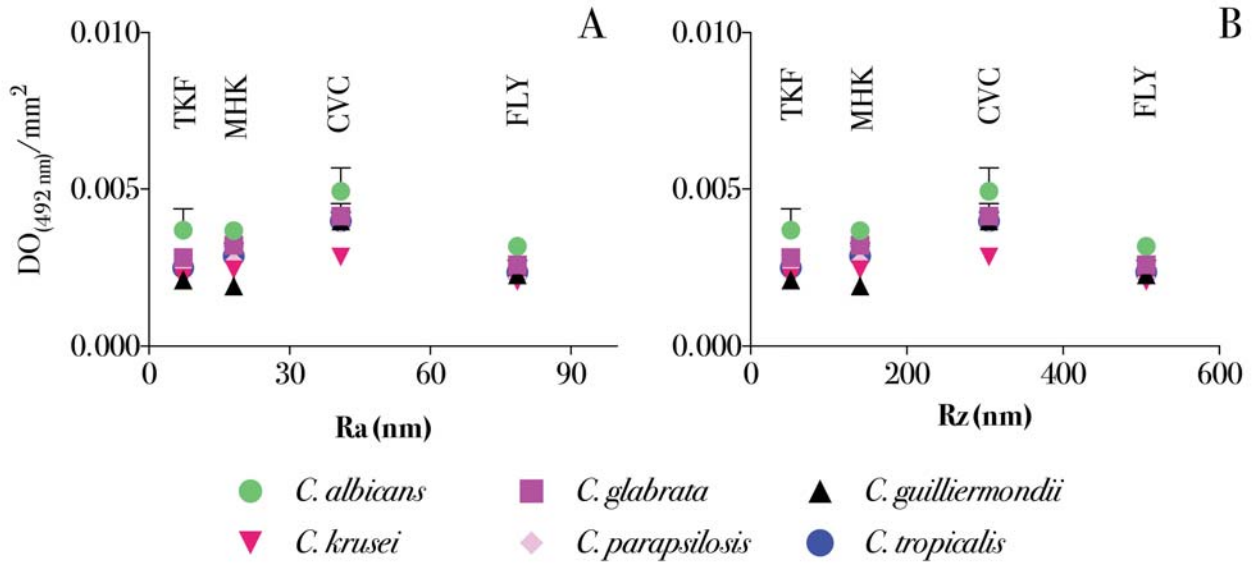 A
B
0.010
0.005
0.000
DO(492 nm)/mm²
TKF
MHK
CVC
FLY
0
30
60
90
Ra (nm)
0.010
0.005
0.000
TKF
MHK
CVC
FLY
0
200
400
600
Rz (nm)
C. albicans
C. glabrata
C. guilliermondii
C. krusei
C. parapsilosis
C. tropicalis